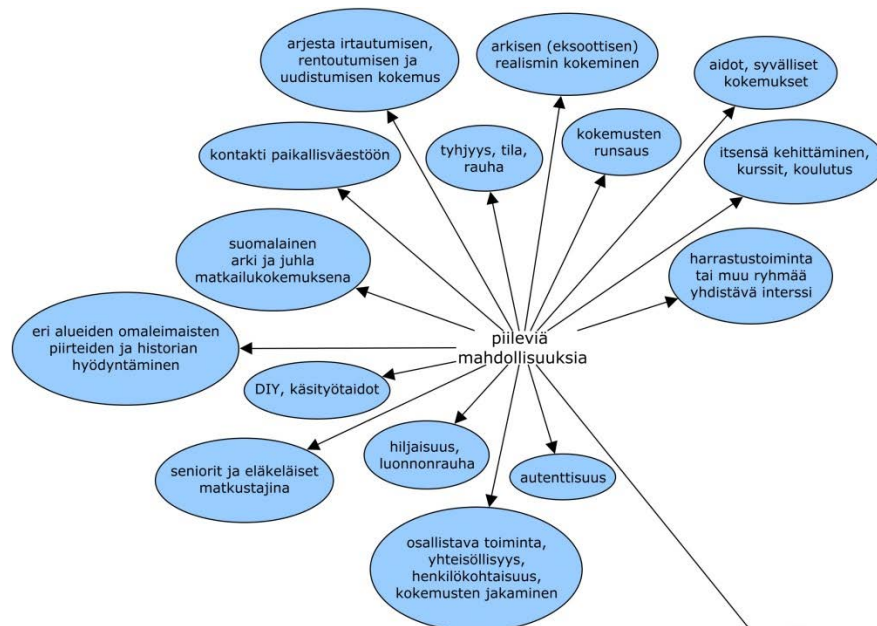 arjesta irtautumisen,
rentoutumisen ja
uudistumisen kokemus
arkisen (eksoottisen)
realismin kokeminen
aidot, syvälliset
kokemukset
kontakti paikallisväestöön
tyhjyys, tila,
rauha
kokemusten
runsaus
itsensä kehittäminen,
kurssit, koulutus
suomalainen
arki ja juhla
matkailukokemuksena
harrastustoiminta
tai muu ryhmää
yhdistävä interssi
eri alueiden omaleimaisten
piirteiden ja historian
hyödyntäminen
piileviä
mahdollisuuksia
DIY, käsityötaidot
seniorit ja eläkeläiset
matkustajina
hiljaisuus,
luonnonrauha
autenttisuus
osallistava toiminta,
yhteisöllisyys,
henkilökohtaisuus,
kokemusten jakaminen